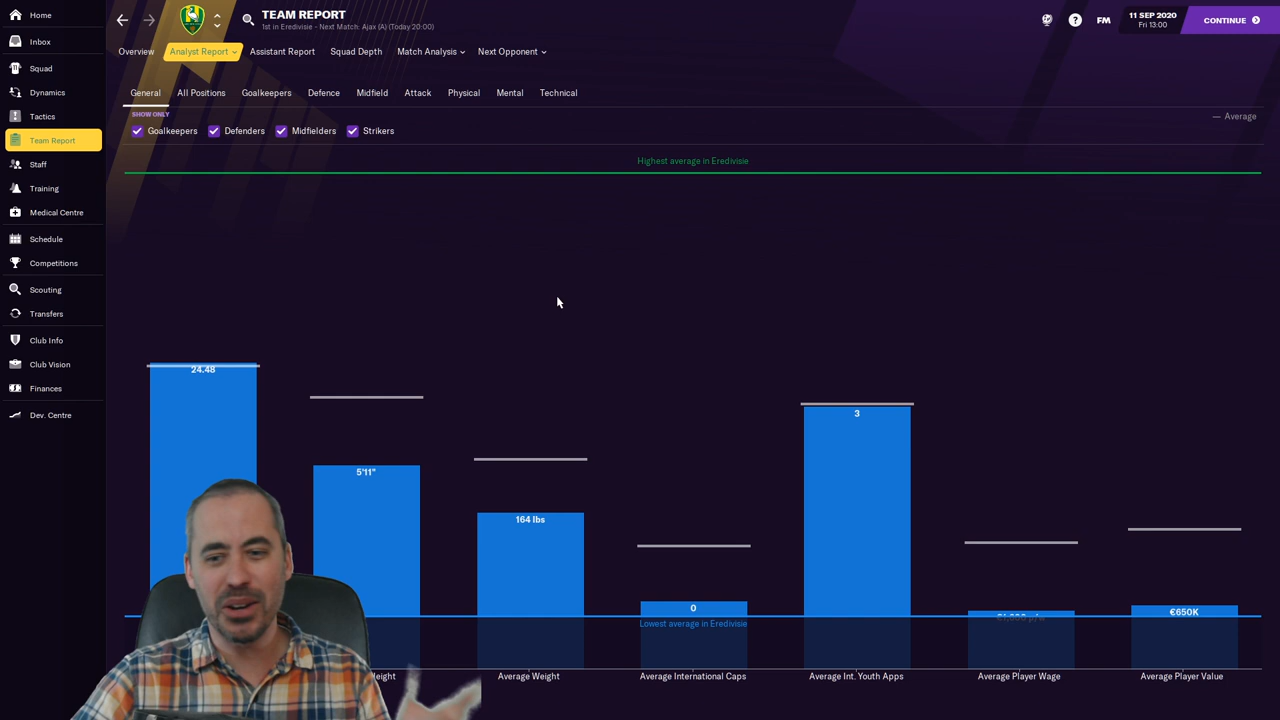 TEAM REPORT
1st in Eredivisie - Next Match: Ajax (A) (Today 20:00)
?
FM
11 SEP 2020
Fri 13:00
CONTINUE
Home
Inbox
Squad
Dynamics
Tactics
Team Report
Staff
Training
Medical Centre
Schedule
Competitions
Scouting
Transfers
Club Info
Club Vision
Finances
Dev. Centre
Overview
Analyst Report
Assistant Report
Squad Depth
Match Analysis
Next Opponent
General
All Positions
Goalkeepers
Defence
Midfield
Attack
Physical
Mental
Technical
SHOW ONLY
Goalkeepers
Defenders
Midfielders
Strikers
Average
Highest average in Eredivisie
24.48
5'11"
164 lbs
0
3
€650K
Lowest average in Eredivisie
Average Weight
Average International Caps
Average Int. Youth Apps
Average Player Wage
Average Player Value